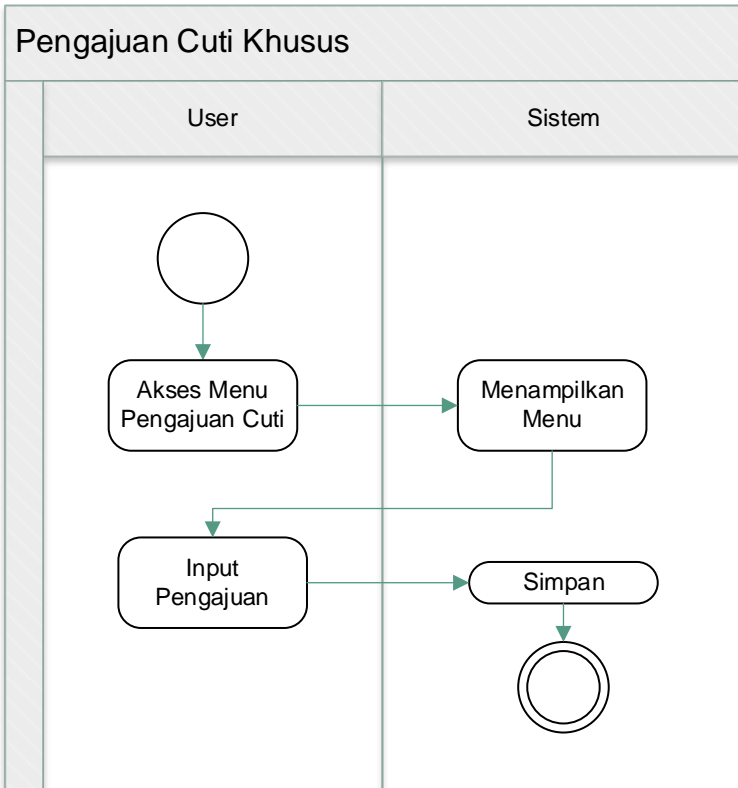 Pengajuan Cuti Khusus
User
Sistem
Akses Menu
Pengajuan Cuti
Menampilkan
Menu
Input
Pengajuan
Simpan